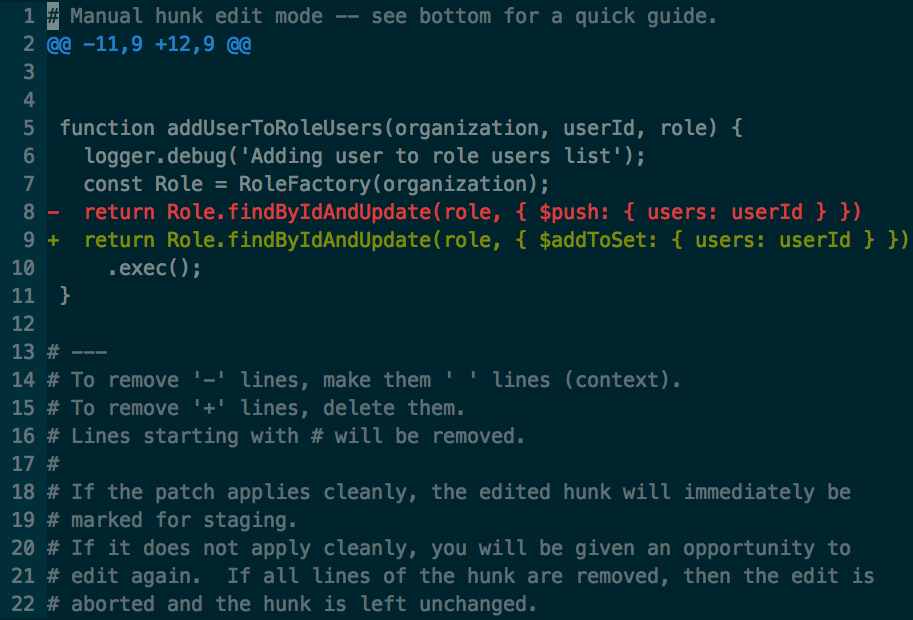 1 # Manual hunk edit mode -- see bottom for a quick guide.
2 @@ -11,9 +12,9 @@
3
4
5  function addUserToRoleUsers(organization, userId, role) {
6    logger.debug('Adding user to role users list');
7    const Role = RoleFactory(organization);
8 -  return Role.findByIdAndUpdate(role, { $push: { users: userId } })
9 +  return Role.findByIdAndUpdate(role, { $addToSet: { users: userId } })
10      .exec();
11  }
12
13 # ---
14 # To remove '-' lines, make them ' ' lines (context).
15 # To remove '+' lines, delete them.
16 # Lines starting with # will be removed.
17 #
18 # If the patch applies cleanly, the edited hunk will immediately be
19 # marked for staging.
20 # If it does not apply cleanly, you will be given an opportunity to
21 # edit again.  If all lines of the hunk are removed, then the edit is
22 # aborted and the hunk is left unchanged.